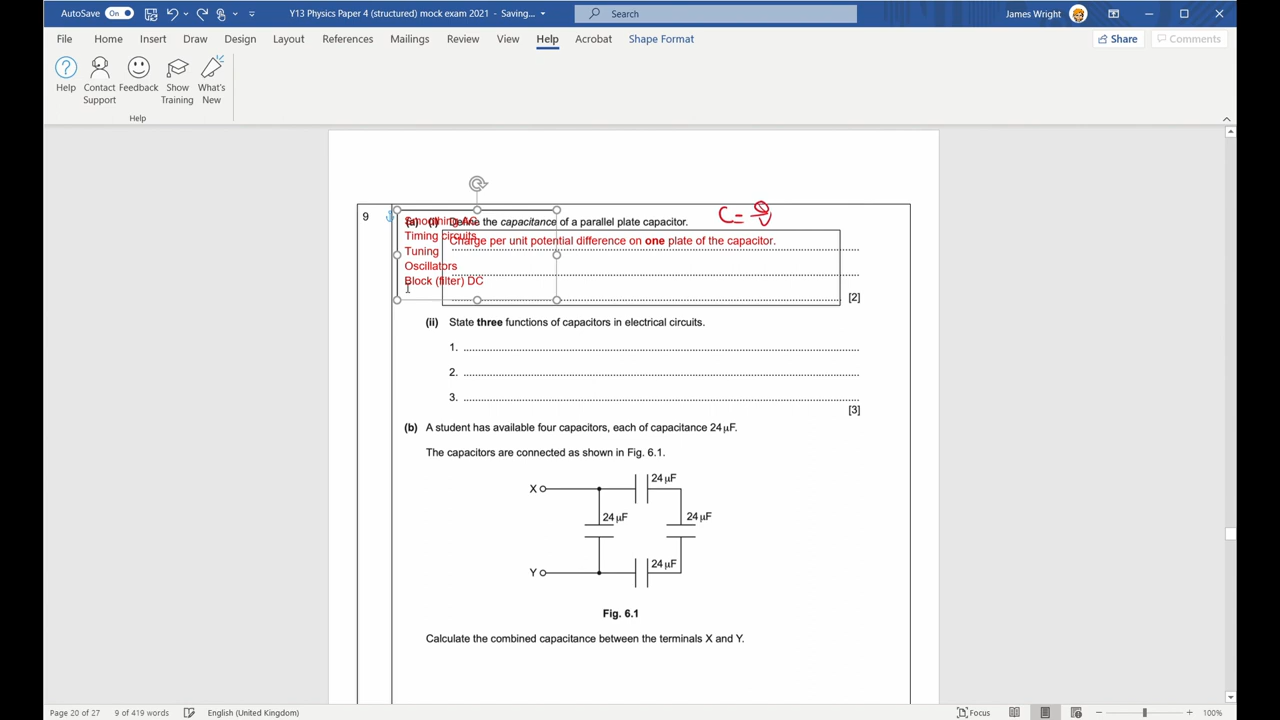 AutoSave On Y13 Physics Paper 4 (structured) mock exam 2021 - Saving... Search James Wright
File Home Insert Draw Design Layout References Mailings Review View Help Acrobat Shape Format Share Comments
Help Contact Support Feedback Show Training What's New
Help
9
C = Q/V
(a) (i) Define the capacitance of a parallel plate capacitor.
Charge per unit potential difference on one plate of the capacitor.
[2]
Smoothing AC
Timing circuits
Tuning
Oscillators
Block (filter) DC
(ii) State three functions of capacitors in electrical circuits.
1.
2.
3.
[3]
(b) A student has available four capacitors, each of capacitance 24 μF.
The capacitors are connected as shown in Fig. 6.1.
24 μF
X
24 μF 24 μF
24 μF
Y
Fig. 6.1
Calculate the combined capacitance between the terminals X and Y.
Page 20 of 27 9 of 419 words English (United Kingdom) Focus 100%